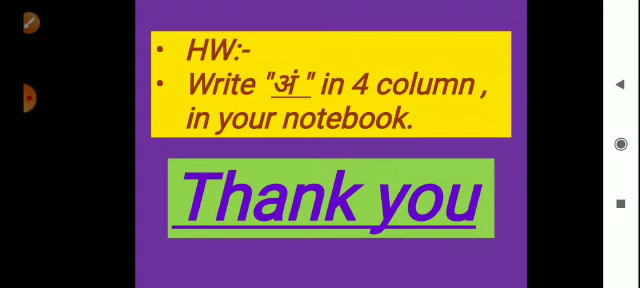 • HW:-
• Write "अं " in 4 column ,
in your notebook.
Thank you